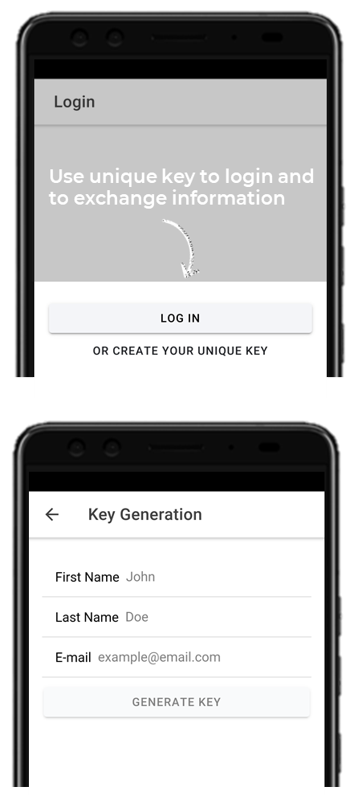 Login
Use unique key to login and
to exchange information
LOG IN
OR CREATE YOUR UNIQUE KEY
Key Generation
First Name John
Last Name Doe
E-mail example@email.com
GENERATE KEY